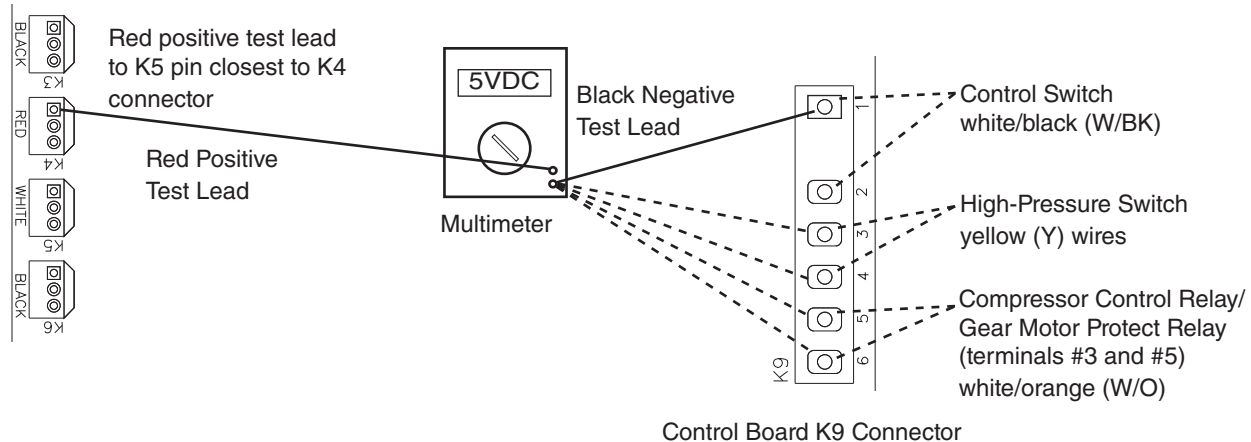 BLACK
K3
RED
K4
WHITE
K5
BLACK
K6
Red positive test lead
to K5 pin closest to K4
connector
Red Positive
Test Lead
5VDC
Multimeter
Black Negative
Test Lead
1
2
3
4
5
6
K9
Control Switch
white/black (W/BK)
High-Pressure Switch
yellow (Y) wires
Compressor Control Relay/
Gear Motor Protect Relay
(terminals #3 and #5)
white/orange (W/O)
Control Board K9 Connector